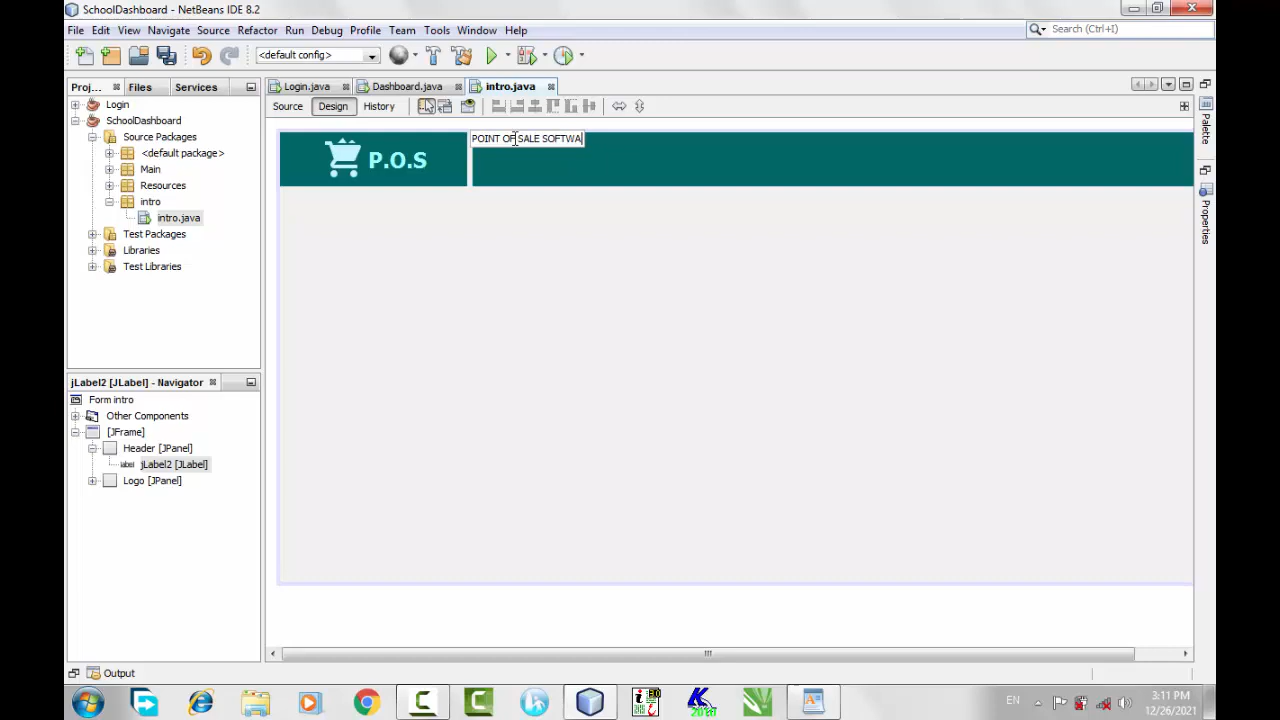 SchoolDashboard - NetBeans IDE 8.2
File Edit View Navigate Source Refactor Run Debug Profile Team Tools Window Help
Search (Ctrl+I)
<default config>
Proj... Files Services
Login.java Dashboard.java intro.java
Source Design History
Login
SchoolDashboard
Source Packages
<default package>
Main
Resources
intro
intro.java
Test Packages
Libraries
Test Libraries
P.O.S
POINT OF SALE SOFTWA
Palette
Properties
jLabel2 [JLabel] - Navigator
Form intro
Other Components
[JFrame]
Header [JPanel]
label jLabel2 [JLabel]
Logo [JPanel]
Output
EN
3:11 PM
12/26/2021